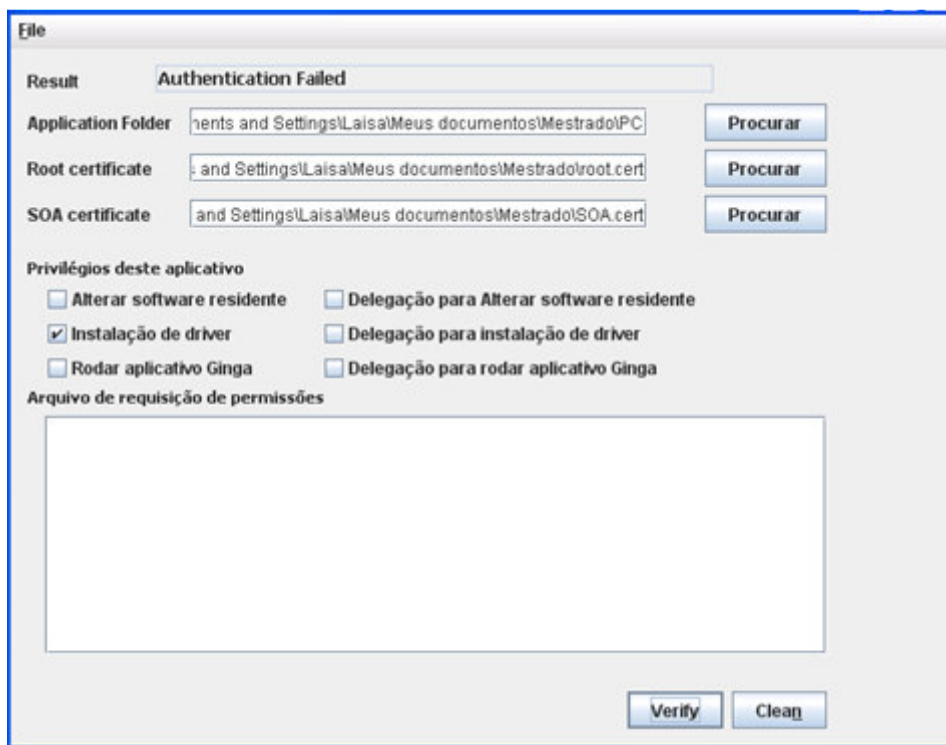 File
Result Authentication Failed
Application Folder nents and Settings\Laisa\Meus documentos\Mestrado\PC Procurar
Root certificate and Settings\Laisa\Meus documentos\Mestrado\root.cert Procurar
SOA certificate and Settings\Laisa\Meus documentos\Mestrado\SOA.cert Procurar
Privilégios deste aplicativo
Alterar software residente Delegação para Alterar software residente
Instalação de driver Delegação para instalação de driver
Rodar aplicativo Ginga Delegação para rodar aplicativo Ginga
Arquivo de requisição de permissões
Verify Clean